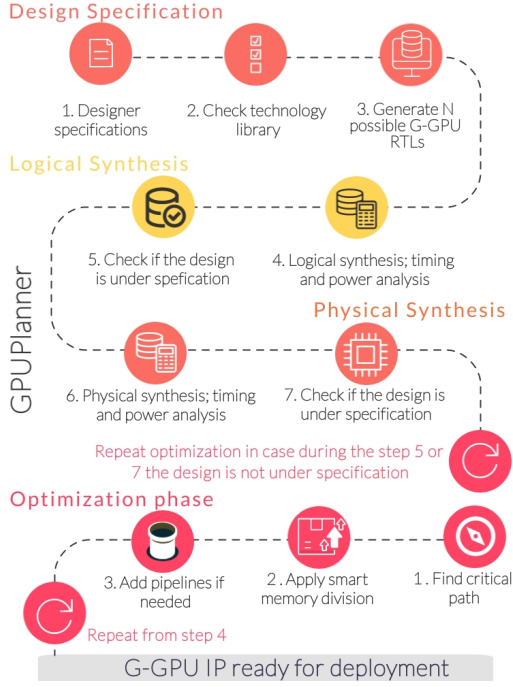 Design Specification
1. Designer
specifications
2. Check technology
library
3. Generate N
possible G-GPU
RTLs
Logical Synthesis
5. Check if the design
is under spefication
4. Logical synthesis; timing
and power analysis
GPUPlanner
Physical Synthesis
6. Physical synthesis; timing
and power analysis
7. Check if the design is
under specification
Repeat optimization in case during the step 5 or
7 the design is not under specification
Optimization phase
3. Add pipelines if
needed
2 . Apply smart
memory division
1 . Find critical
path
Repeat from step 4
G-GPU IP ready for deployment